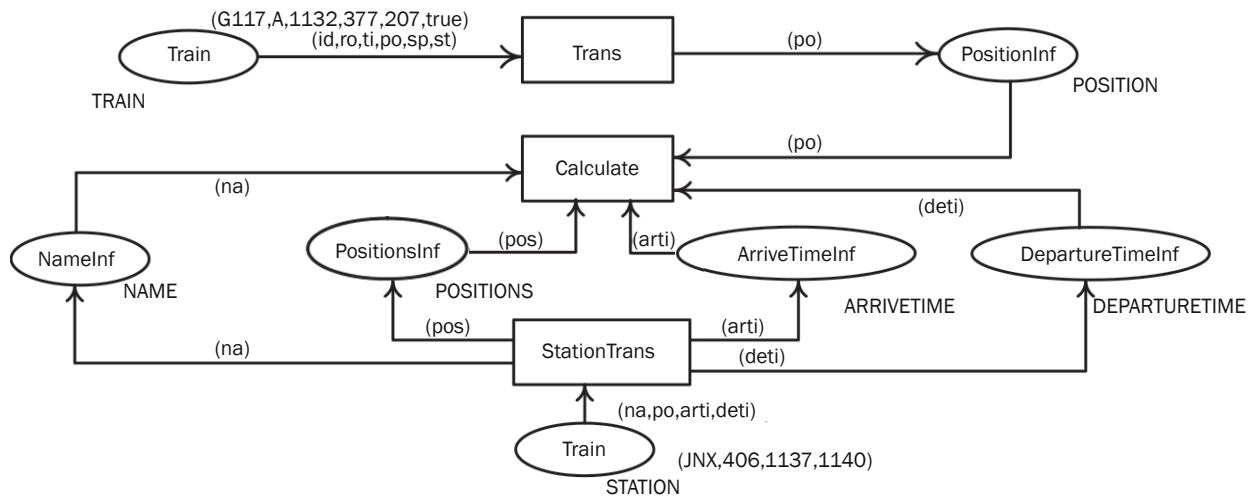 (G117,A,1132,377,207,true)
(id,ro,ti,po,sp,st)
Train
TRAIN
Trans
(po)
PositionInf
POSITION
(po)
Calculate
(na)
(deti)
NameInf
NAME
PositionsInf
POSITIONS
(pos)
(arti)
ArriveTimeInf
ARRIVETIME
DepartureTimeInf
DEPARTURETIME
(pos)
(na)
StationTrans
(arti)
(deti)
(na,po,arti,deti)
Train
(JNX,406,1137,1140)
STATION